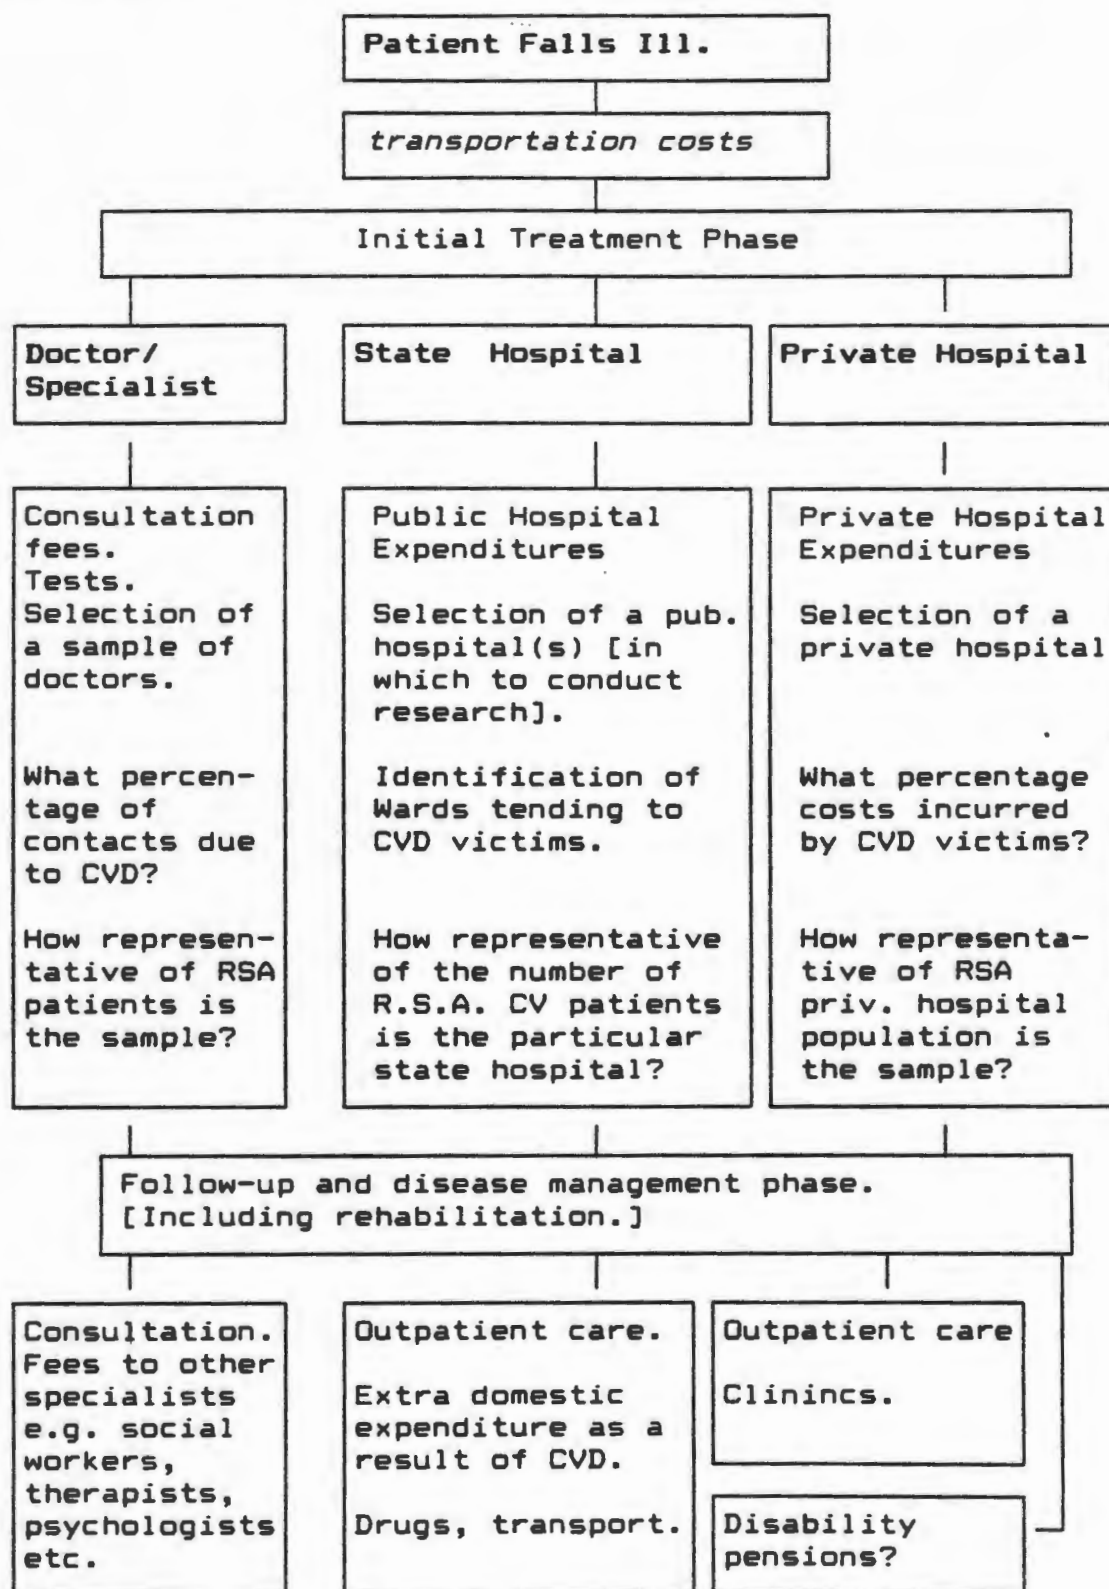 Patient Falls Ill.
transportation costs
Initial Treatment Phase
Doctor/
Specialist
State Hospital
Private Hospital
Consultation
fees.
Tests.
Selection of
a sample of
doctors.
What percen-
tage of
contacts due
to CVD?
How represen-
tative of RSA
patients is
the sample?
Public Hospital
Expenditures
Selection of a pub.
hospital(s) [in
which to conduct
research].
Identification of
Wards tending to
CVD victims.
How representative
of the number of
R.S.A. CV patients
is the particular
state hospital?
Private Hospital
Expenditures
Selection of a
private hospital
What percentage
costs incurred
by CVD victims?
How representa-
tive of RSA
priv. hospital
population is
the sample?
Follow-up and disease management phase.
[Including rehabilitation.]
Consultation.
Fees to other
specialists
e.g. social
workers,
therapists,
psychologists
etc.
Outpatient care.
Extra domestic
expenditure as a
result of CVD.
Drugs, transport.
Outpatient care
Clinincs.
Disability
pensions?